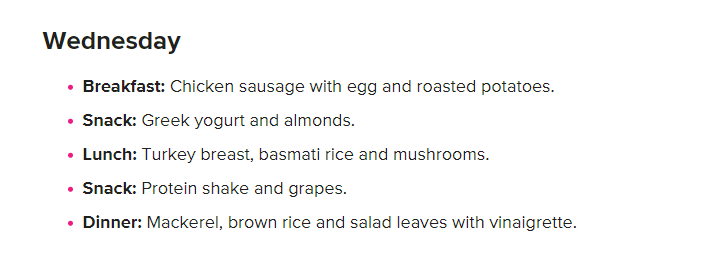 Wednesday
Breakfast: Chicken sausage with egg and roasted potatoes.
Snack: Greek yogurt and almonds.
Lunch: Turkey breast, basmati rice and mushrooms.
Snack: Protein shake and grapes.
Dinner: Mackerel, brown rice and salad leaves with vinaigrette.